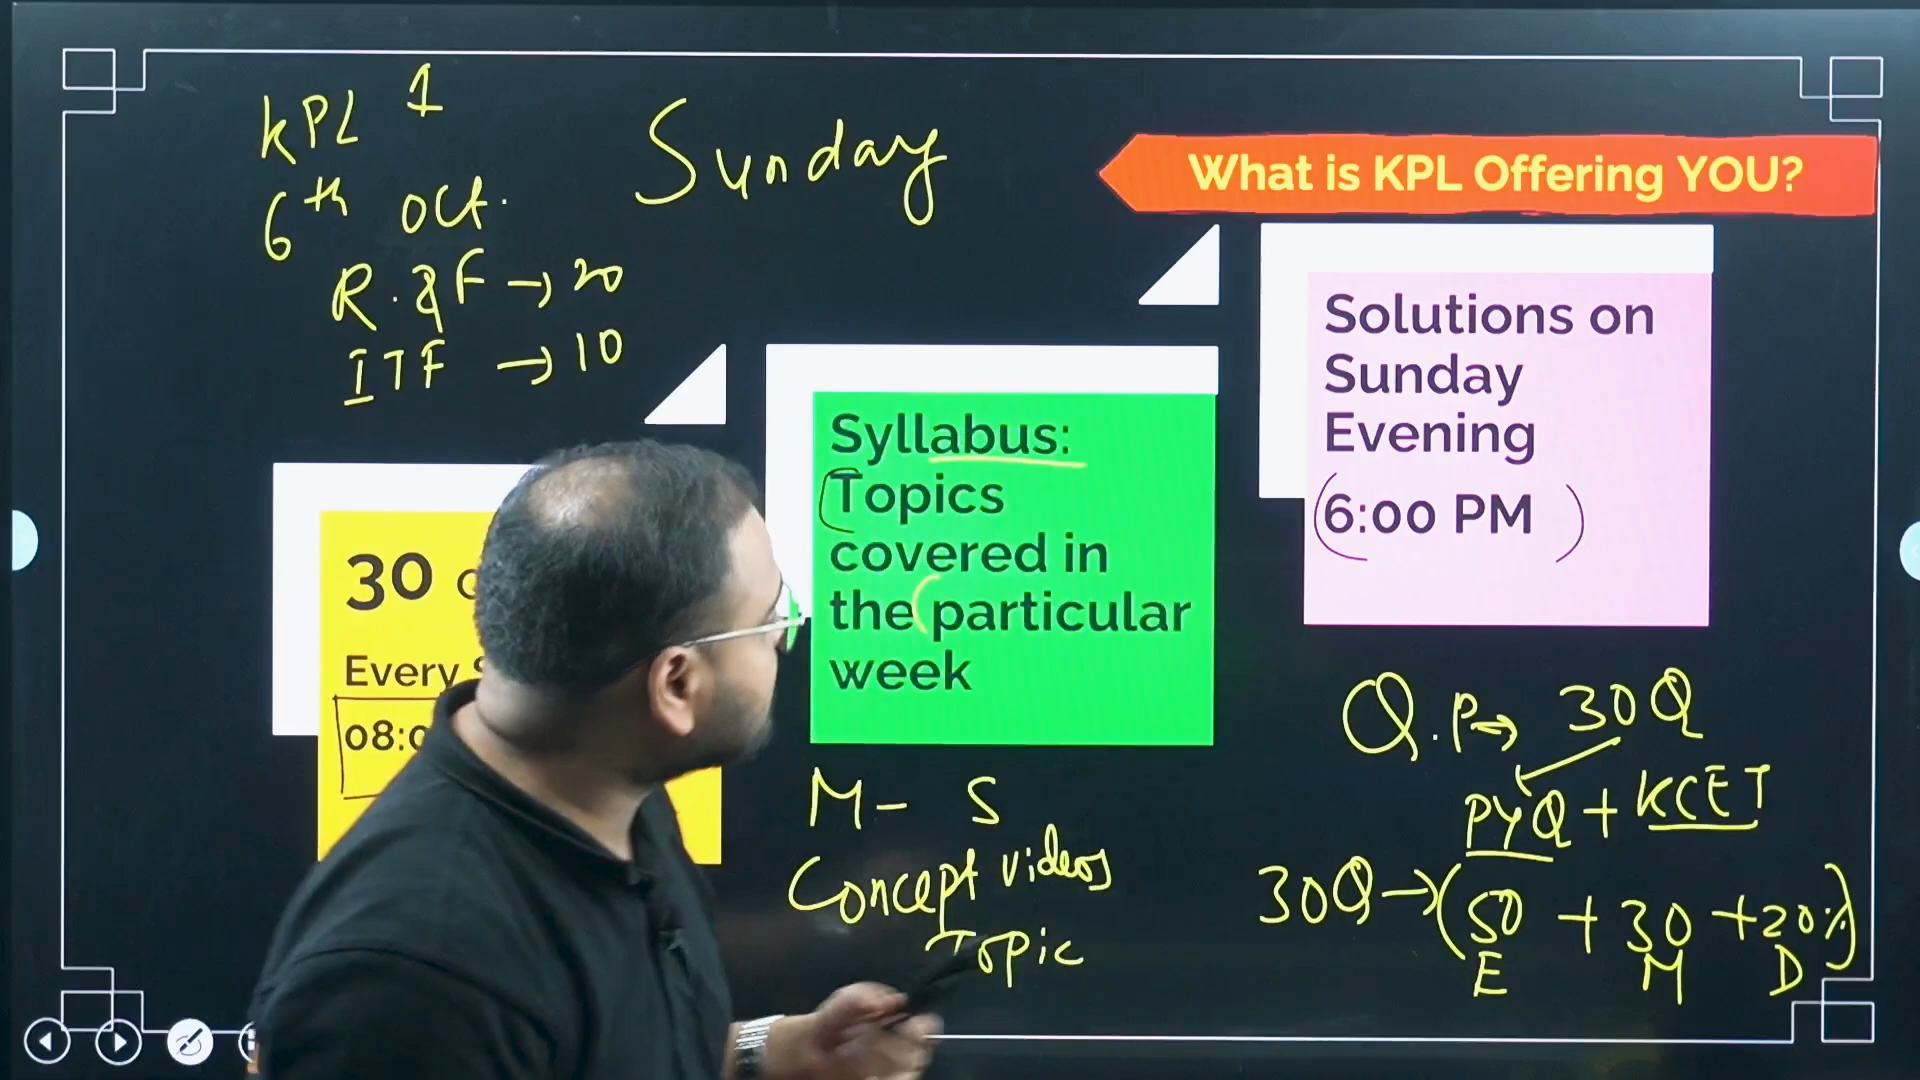 KPL 1
6th Oct.
R.&F → 20
ITF → 10
Sunday
What is KPL Offering YOU?
30
Every
08:0
Syllabus:
Topics
covered in
the particular
week
M- S
Concept videos
Topic
Solutions on
Sunday
Evening
6:00 PM
Q.P → 30Q
PYQ + KCET
30Q → (50 + 30 + 20%)
E M D